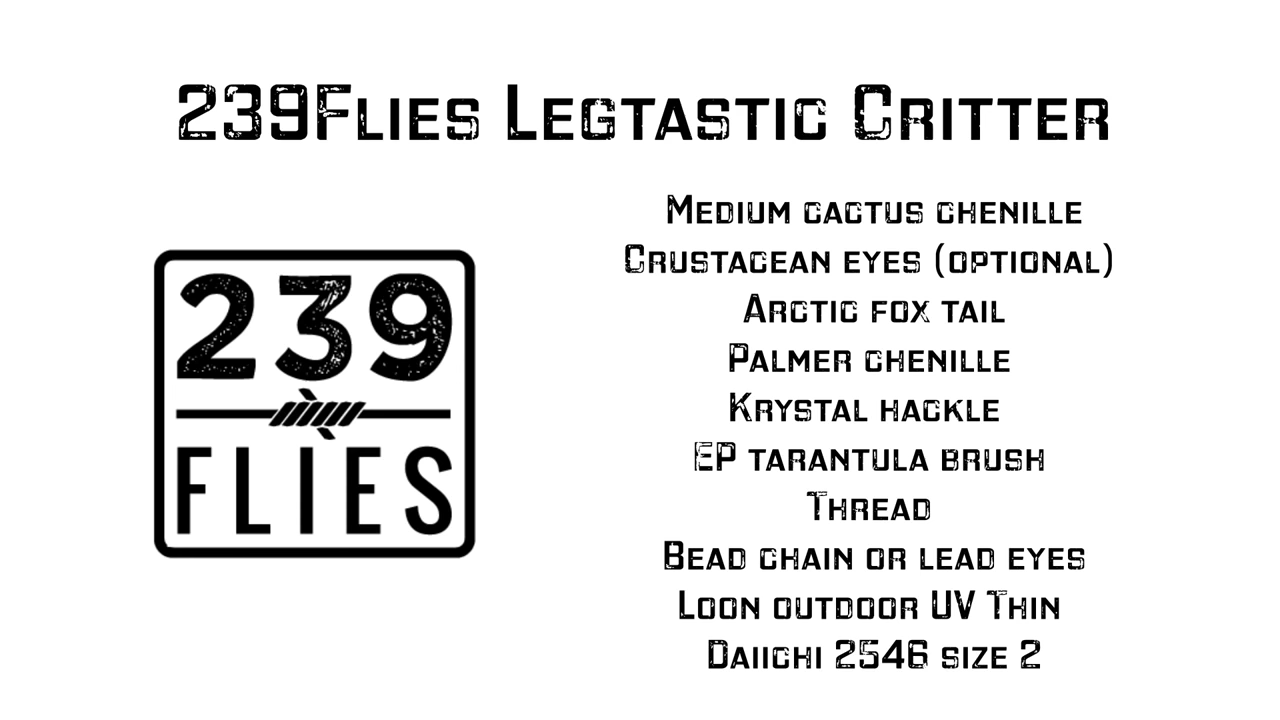 239Flies Legtastic Critter
Medium cactus chenille
Crustacean eyes (optional)
Arctic fox tail
Palmer chenille
Krystal hackle
EP tarantula brush
Thread
Bead chain or lead eyes
Loon outdoor UV Thin
Daiichi 2546 size 2
239
FLIES